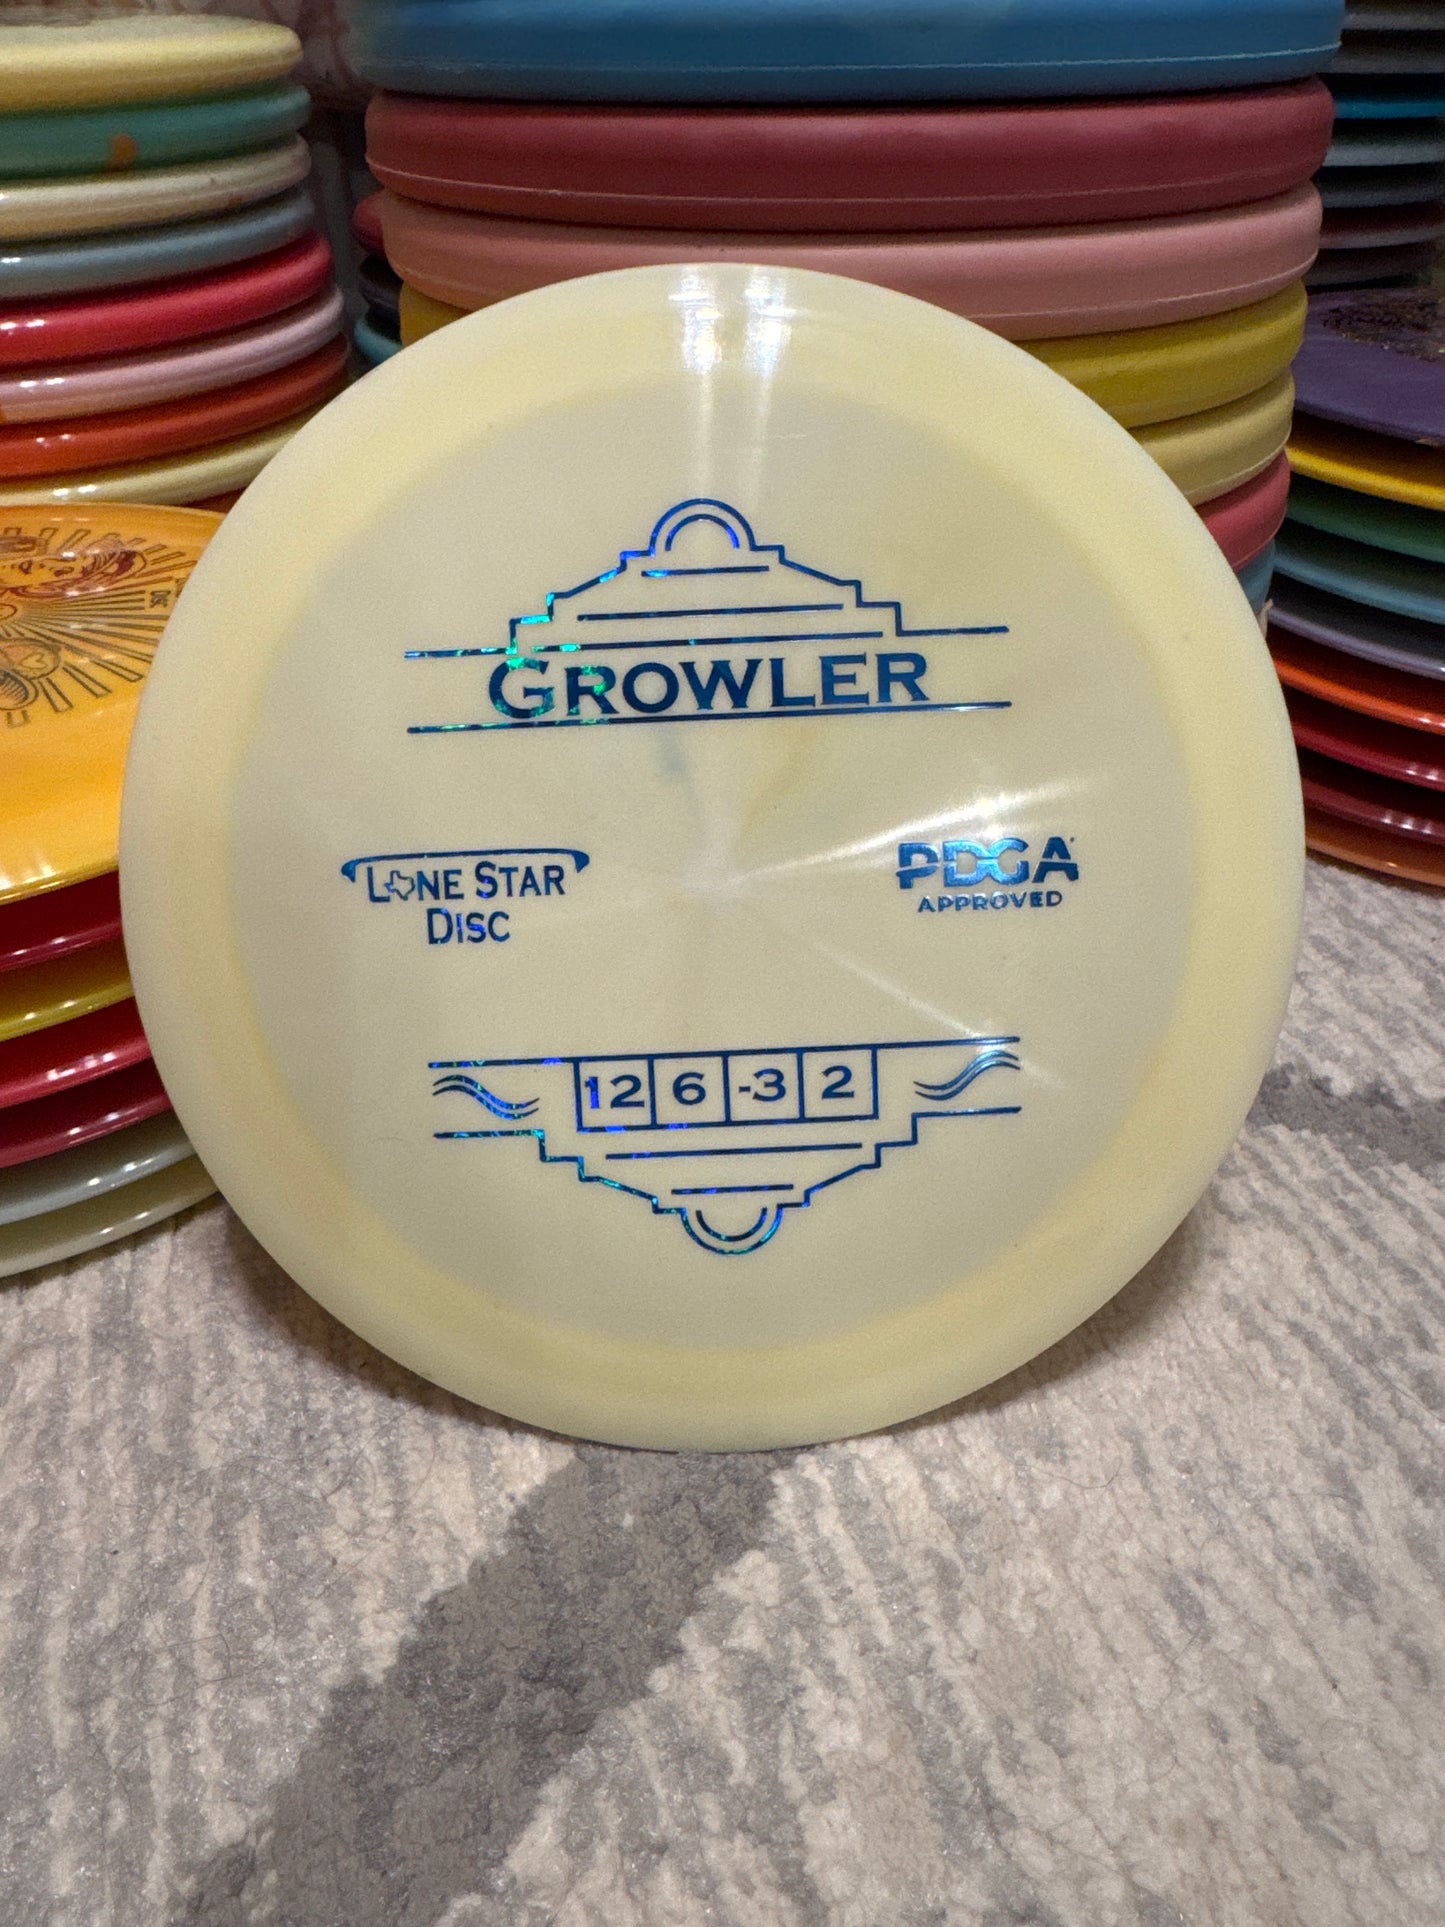 GROWLER
LONE STAR
DISC
PDGA
APPROVED
12 6 -3 2